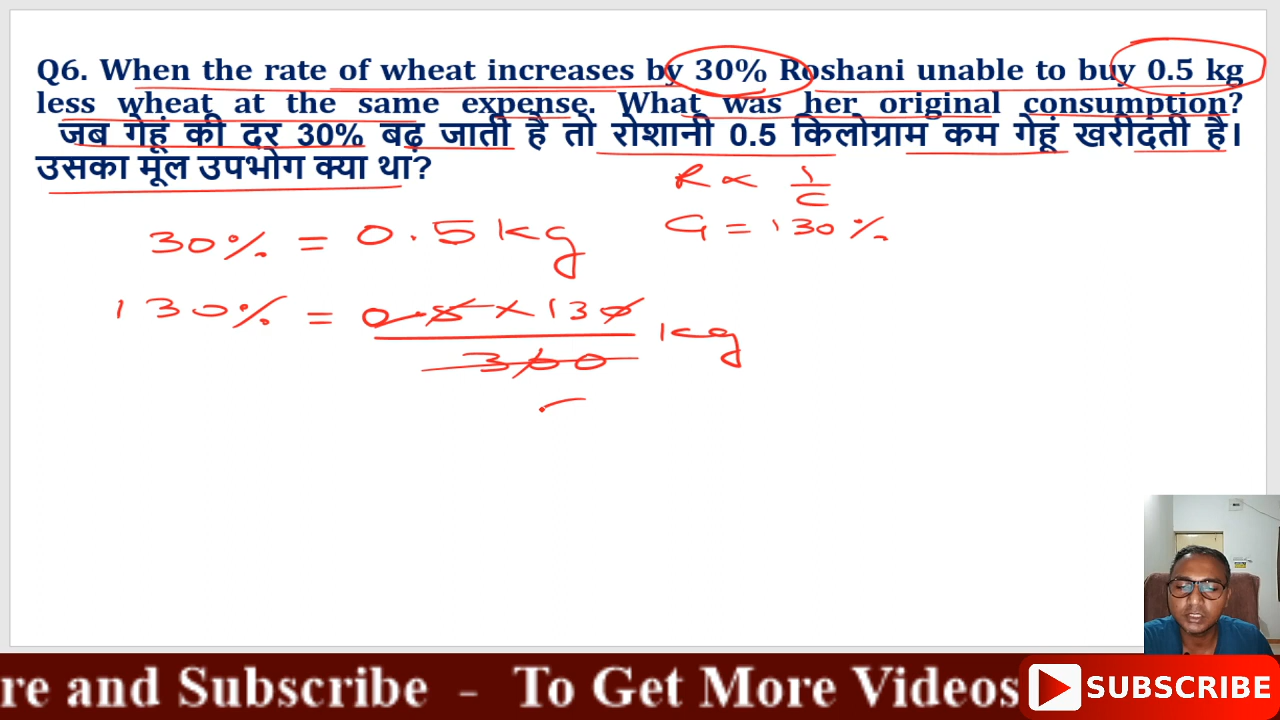 Q6. When the rate of wheat increases by 30% Roshani unable to buy 0.5 kg
less wheat at the same expense. What was her original consumption?
जब गेहूं की दर 30% बढ़ जाती है तो रोशानी 0.5 किलोग्राम कम गेहूं खरीदती है।
उसका मूल उपभोग क्या था?
R ∝ 1/C
30% = 0.5 kg
G = 130%
130% = 0.5 × 130 / 300 kg
re and Subscribe - To Get More Videos
SUBSCRIBE